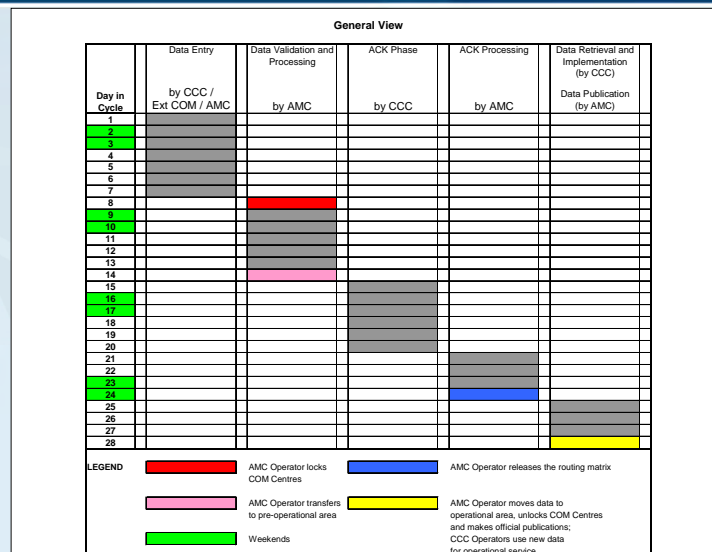 General View
Data Entry
Data Validation and
Processing
ACK Phase
ACK Processing
Data Retrieval and
Implementation
(by CCC)
Day in
Cycle
by CCC /
Ext COM / AMC
by AMC
by CCC
by AMC
Data Publication
(by AMC)
1
2
3
4
5
6
7
8
9
10
11
12
13
14
15
16
17
18
19
20
21
22
23
24
25
26
27
28
LEGEND
AMC Operator locks
COM Centres
AMC Operator releases the routing matrix
AMC Operator transfers
to pre-operational area
AMC Operator moves data to
operational area, unlocks COM Centres
and makes official publications;
CCC Operators use new data
for operational service
Weekends